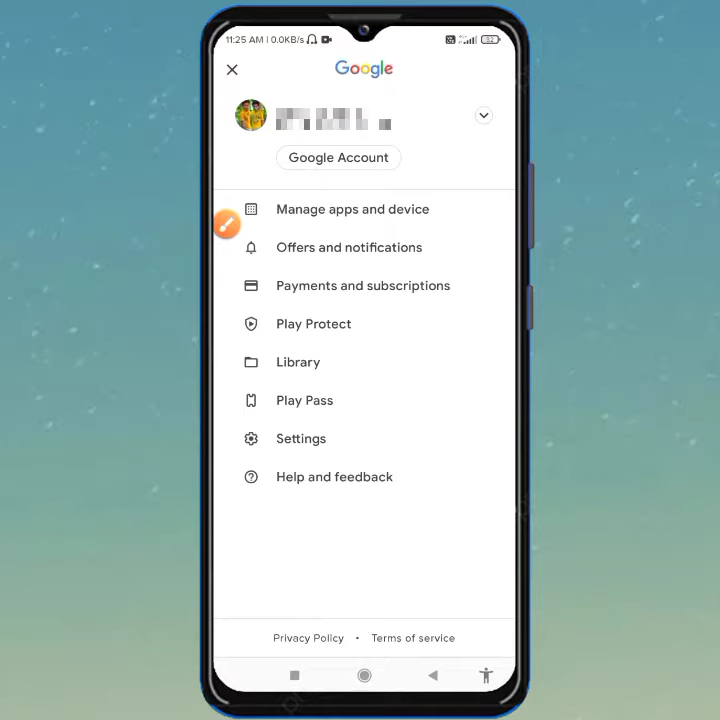 11:25 AM | 0.0KB/s
82
Google
Google Account
Manage apps and device
Offers and notifications
Payments and subscriptions
Play Protect
Library
Play Pass
Settings
Help and feedback
Privacy Policy • Terms of service